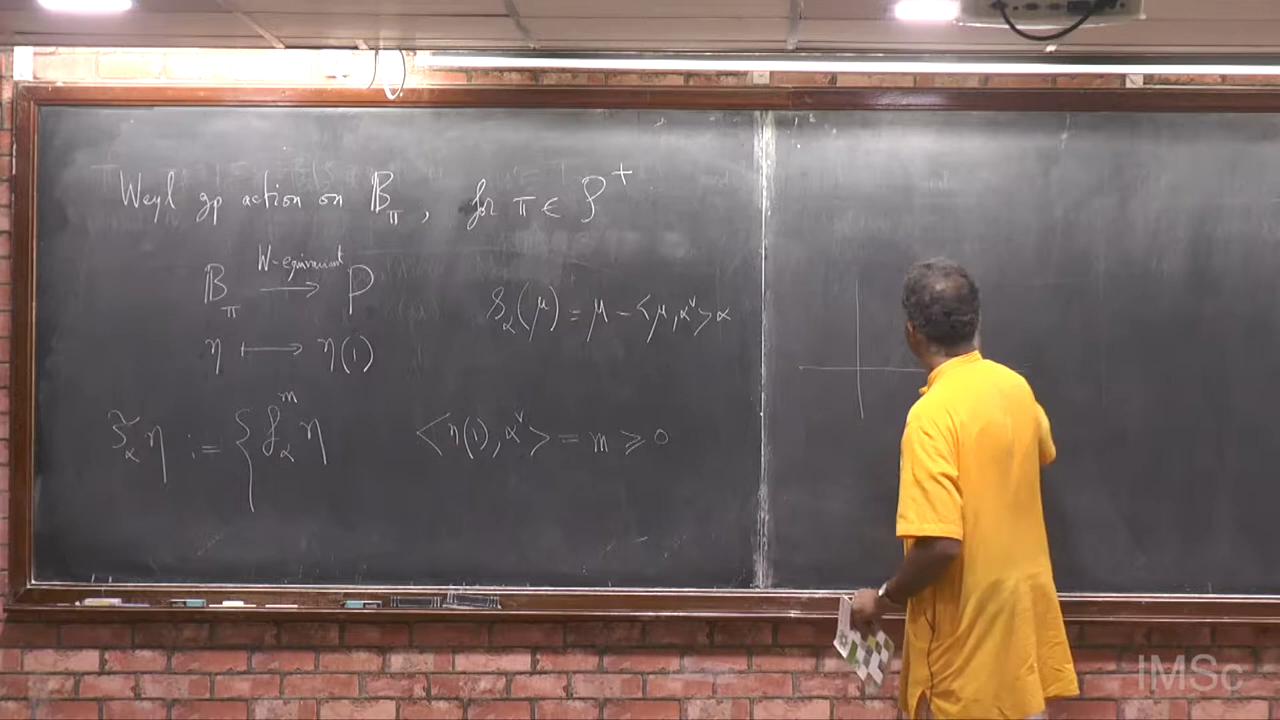 Weyl gp action on 𝔹_π, for π ∈ 𝒫⁺
𝔹_π —W-equivariant→ P
η ⟼ η(1)
s_α(μ) = μ − <μ, α^∨> α
s̃_α η := { f_α^m η    <η(1), α^∨> = m ⩾ 0
IMSc